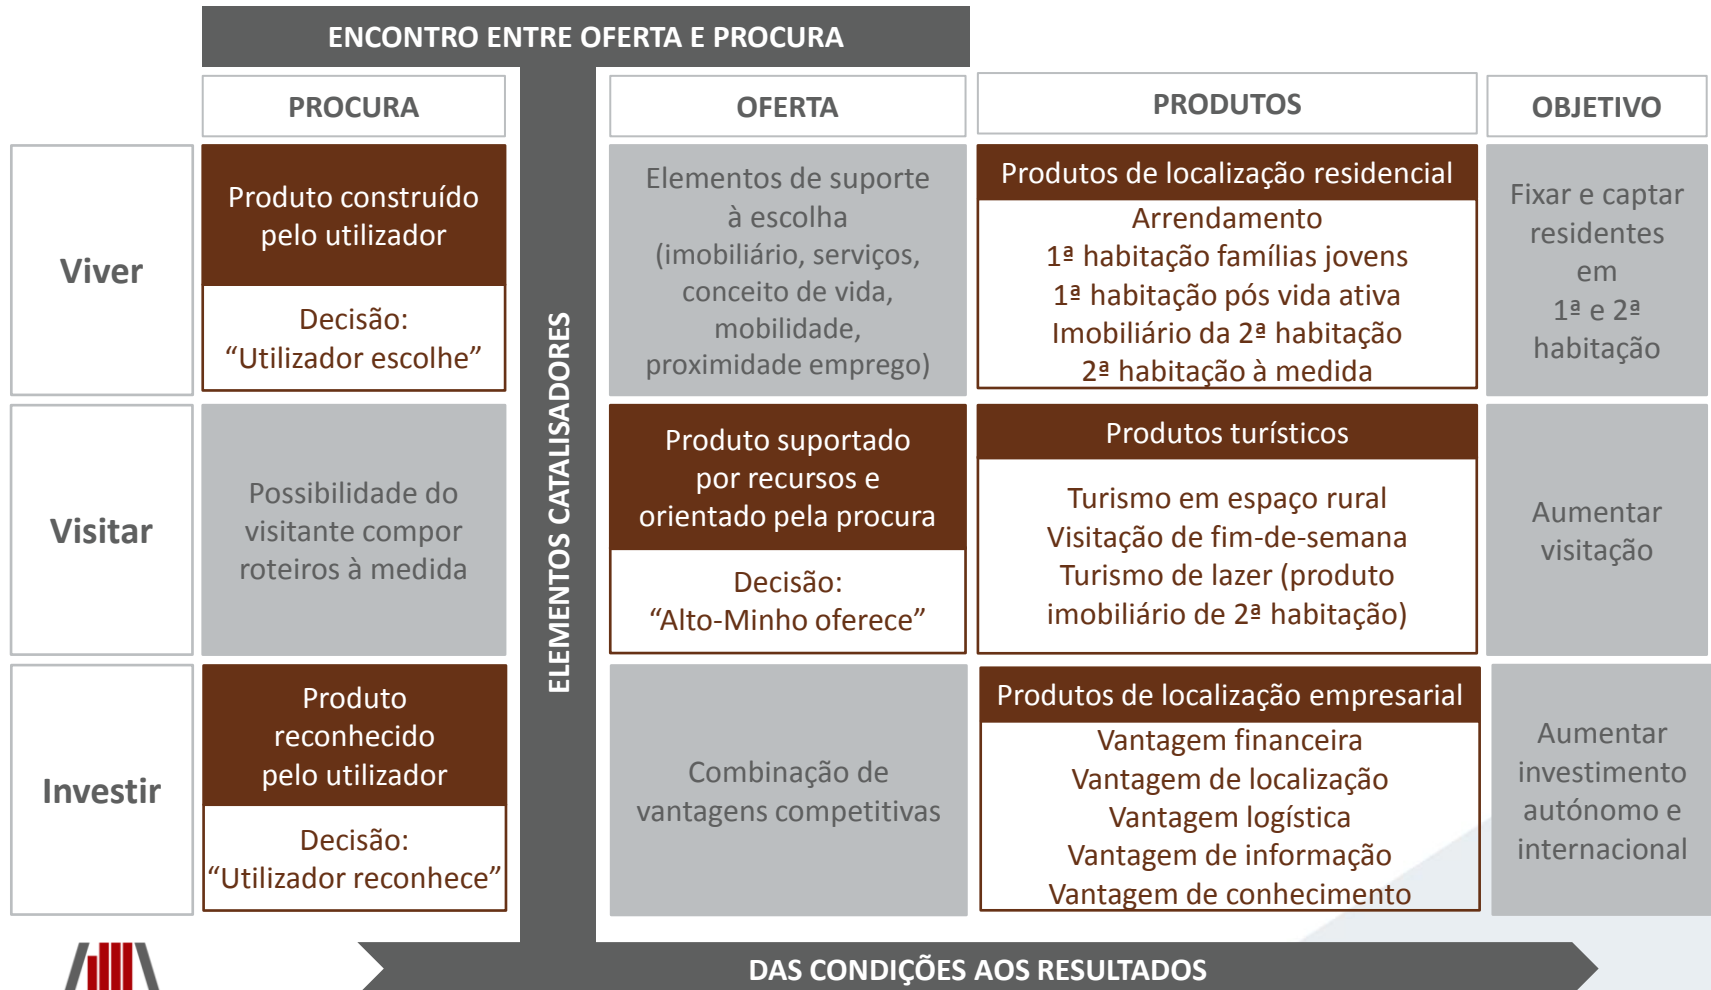 ENCONTRO ENTRE OFERTA E PROCURA
PROCURA
OFERTA
PRODUTOS
OBJETIVO
ELEMENTOS CATALISADORES
Viver
Produto construído
pelo utilizador
Decisão:
“Utilizador escolhe”
Elementos de suporte
à escolha
(imobiliário, serviços,
conceito de vida,
mobilidade,
proximidade emprego)
Produtos de localização residencial
Arrendamento
1ª habitação famílias jovens
1ª habitação pós vida ativa
Imobiliário da 2ª habitação
2ª habitação à medida
Fixar e captar
residentes
em
1ª e 2ª
habitação
Visitar
Possibilidade do
visitante compor
roteiros à medida
Produto suportado
por recursos e
orientado pela procura
Decisão:
“Alto-Minho oferece”
Produtos turísticos
Turismo em espaço rural
Visitação de fim-de-semana
Turismo de lazer (produto
imobiliário de 2ª habitação)
Aumentar
visitação
Investir
Produto
reconhecido
pelo utilizador
Decisão:
“Utilizador reconhece”
Combinação de
vantagens competitivas
Produtos de localização empresarial
Vantagem financeira
Vantagem de localização
Vantagem logística
Vantagem de informação
Vantagem de conhecimento
Aumentar
investimento
autónomo e
internacional
DAS CONDIÇÕES AOS RESULTADOS